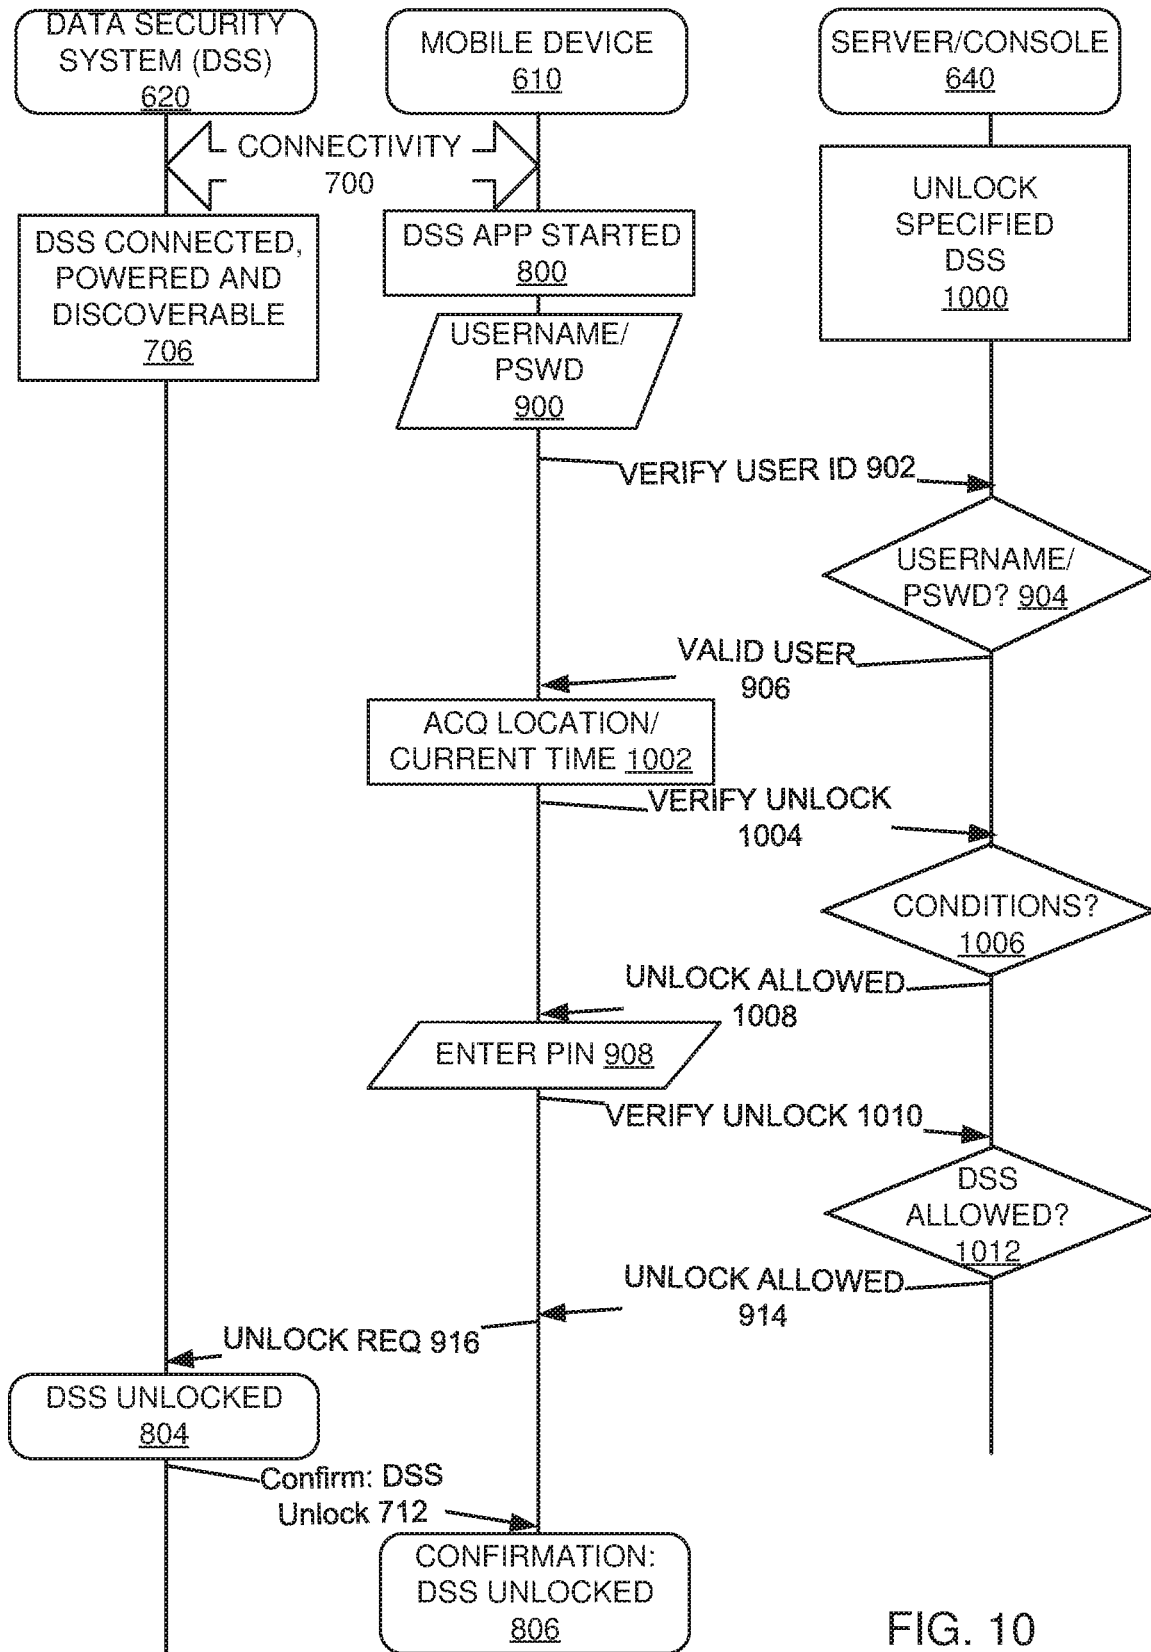 DATA SECURITY
SYSTEM (DSS)
620
MOBILE DEVICE
610
SERVER/CONSOLE
640
CONNECTIVITY
700
UNLOCK
SPECIFIED
DSS
1000
DSS CONNECTED,
POWERED AND
DISCOVERABLE
706
DSS APP STARTED
800
USERNAME/
PSWD
900
VERIFY USER ID 902
USERNAME/
PSWD? 904
VALID USER
906
ACQ LOCATION/
CURRENT TIME 1002
VERIFY UNLOCK
1004
CONDITIONS?
1006
UNLOCK ALLOWED
1008
ENTER PIN 908
VERIFY UNLOCK 1010
DSS
ALLOWED?
1012
UNLOCK ALLOWED
914
UNLOCK REQ 916
DSS UNLOCKED
804
Confirm: DSS
Unlock 712
CONFIRMATION:
DSS UNLOCKED
806
FIG. 10